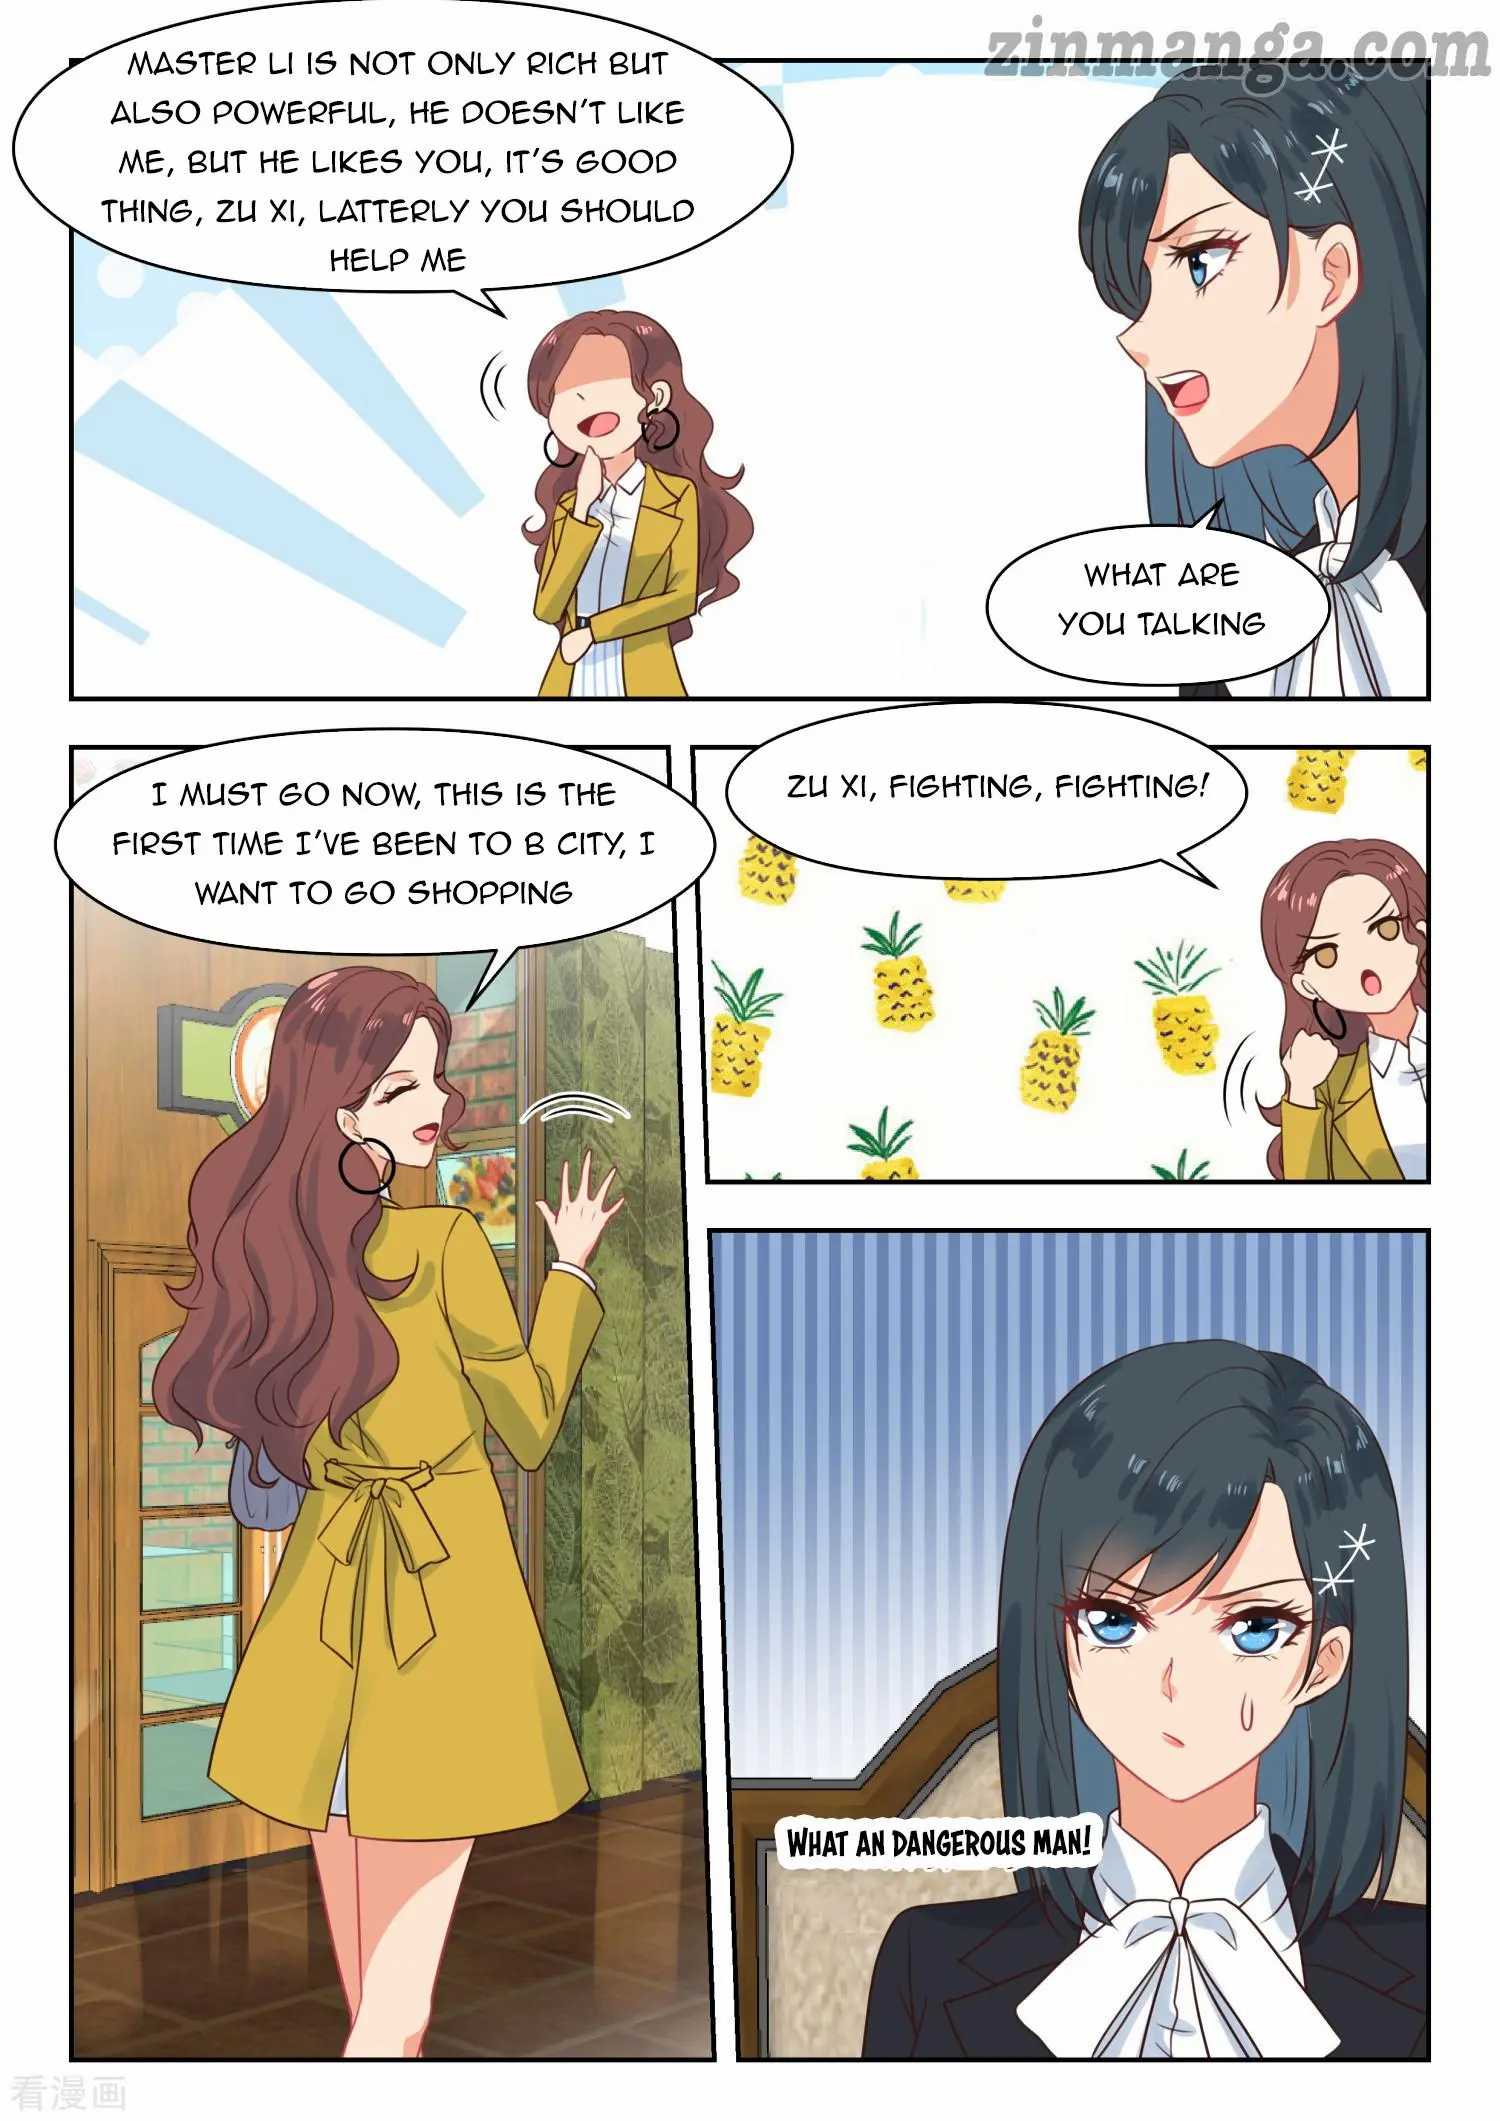 zinmanga.com
MASTER LI IS NOT ONLY RICH BUT
ALSO POWERFUL, HE DOESN'T LIKE
ME, BUT HE LIKES YOU, IT'S GOOD
THING, ZU XI, LATTERLY YOU SHOULD
HELP ME
WHAT ARE
YOU TALKING
I MUST GO NOW, THIS IS THE
FIRST TIME I'VE BEEN TO B CITY, I
WANT TO GO SHOPPING
ZU XI, FIGHTING, FIGHTING!
WHAT AN DANGEROUS MAN!
看漫画